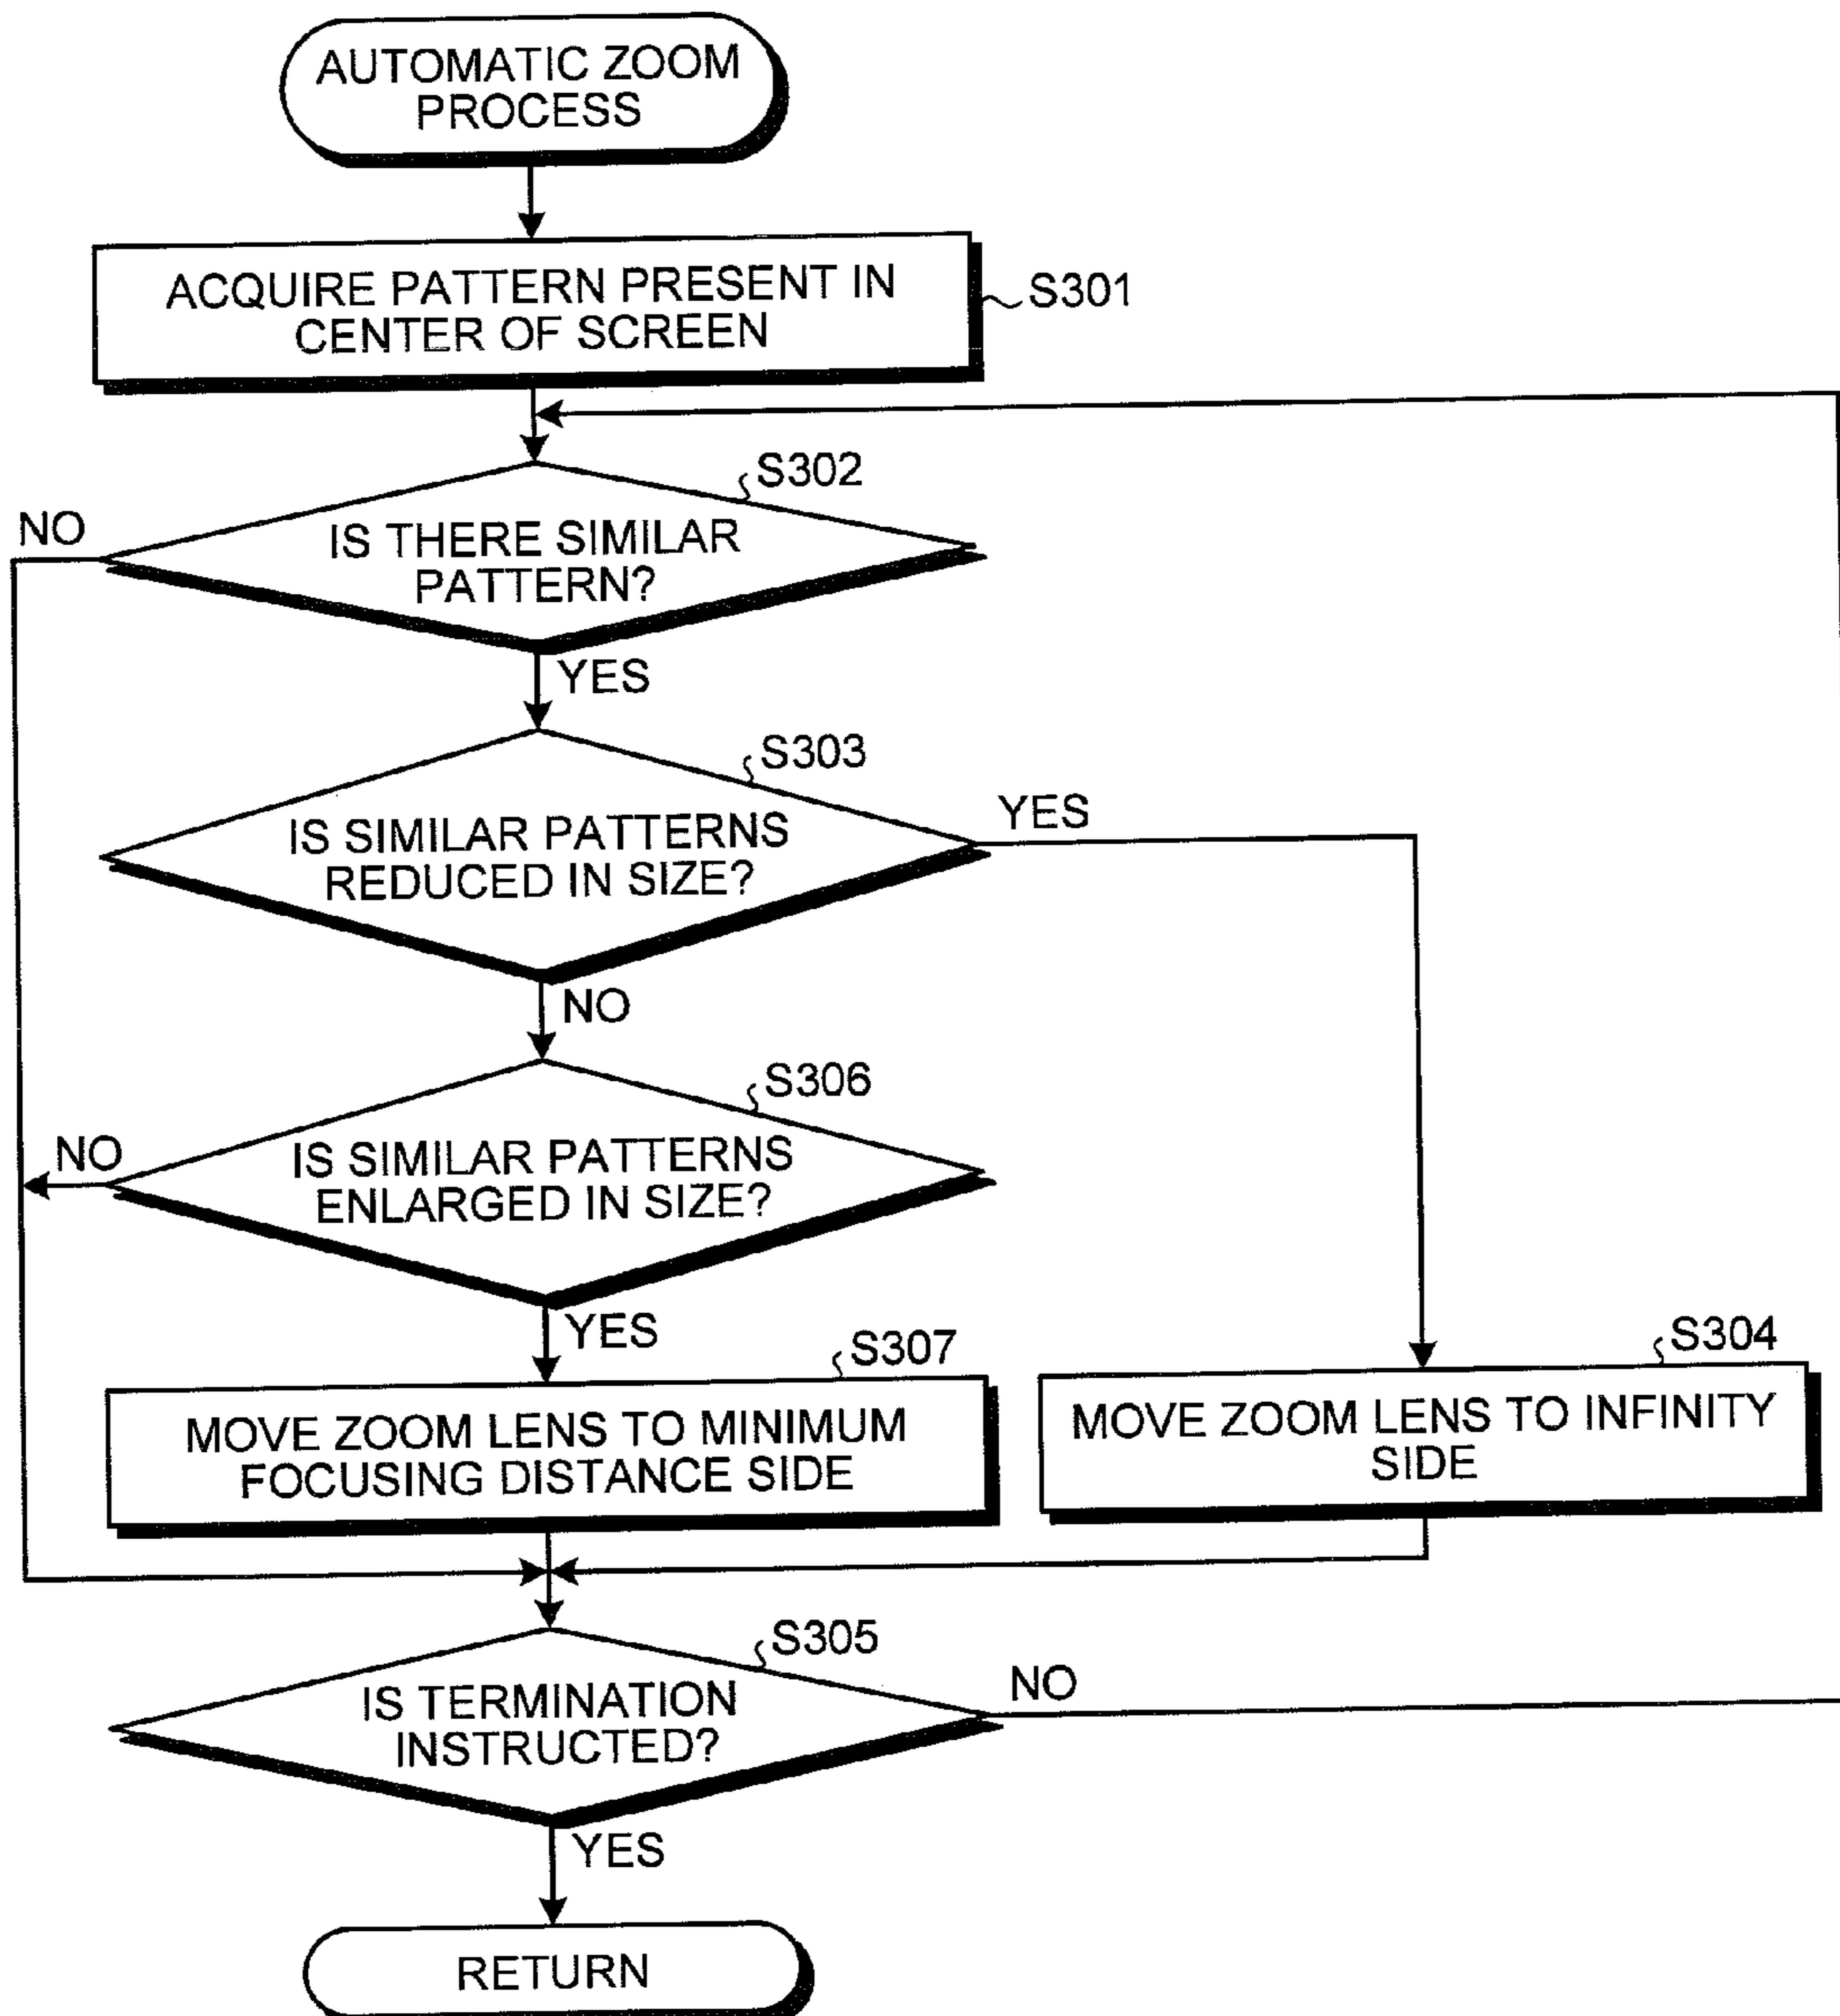 AUTOMATIC ZOOM
PROCESS
ACQUIRE PATTERN PRESENT IN
CENTER OF SCREEN
S301
S302
NO
IS THERE SIMILAR
PATTERN?
YES
S303
YES
IS SIMILAR PATTERNS
REDUCED IN SIZE?
NO
S306
NO
IS SIMILAR PATTERNS
ENLARGED IN SIZE?
YES
S307
S304
MOVE ZOOM LENS TO MINIMUM
FOCUSING DISTANCE SIDE
MOVE ZOOM LENS TO INFINITY
SIDE
S305
NO
IS TERMINATION
INSTRUCTED?
YES
RETURN